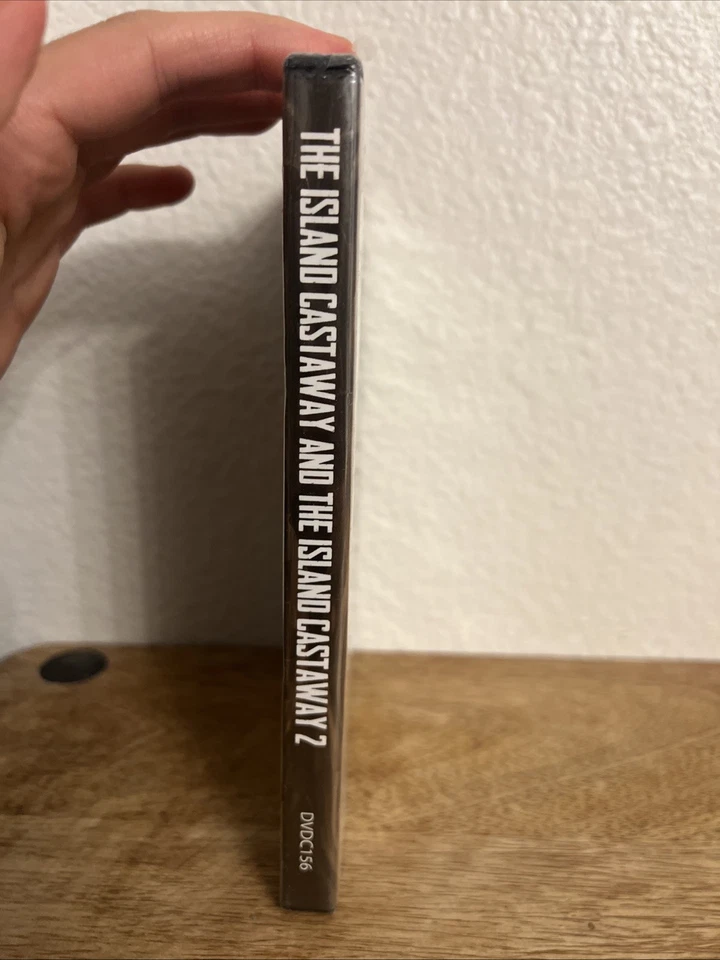 THE ISLAND CASTAWAY AND THE ISLAND CASTAWAY 2
DVDC156